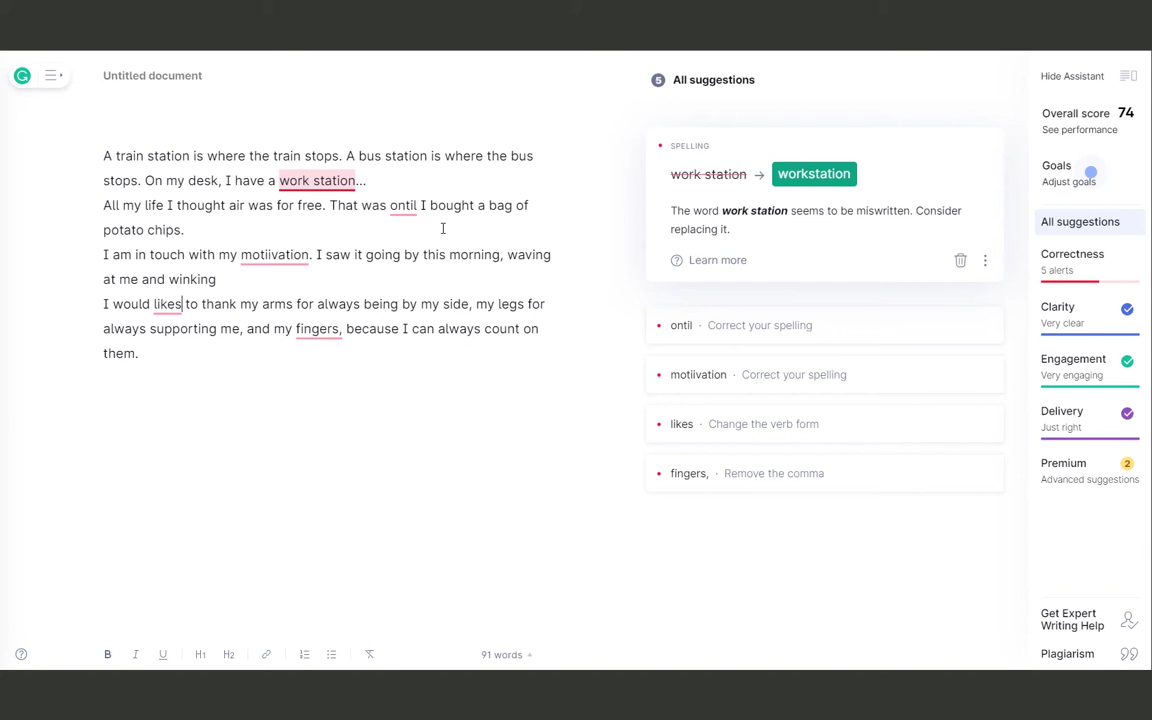 Untitled document
5 All suggestions
Hide Assistant
Overall score 74
See performance
A train station is where the train stops. A bus station is where the bus
stops. On my desk, I have a work station...
All my life I thought air was for free. That was ontil I bought a bag of
potato chips.
I am in touch with my motiivation. I saw it going by this morning, waving
at me and winking
I would likes to thank my arms for always being by my side, my legs for
always supporting me, and my fingers, because I can always count on
them.
SPELLING
work station → workstation
The word work station seems to be miswritten. Consider
replacing it.
Learn more
ontil · Correct your spelling
motiivation · Correct your spelling
likes · Change the verb form
fingers, · Remove the comma
Goals
Adjust goals
All suggestions
Correctness
5 alerts
Clarity
Very clear
Engagement
Very engaging
Delivery
Just right
Premium 2
Advanced suggestions
Get Expert
Writing Help
Plagiarism
B I U H1 H2
91 words